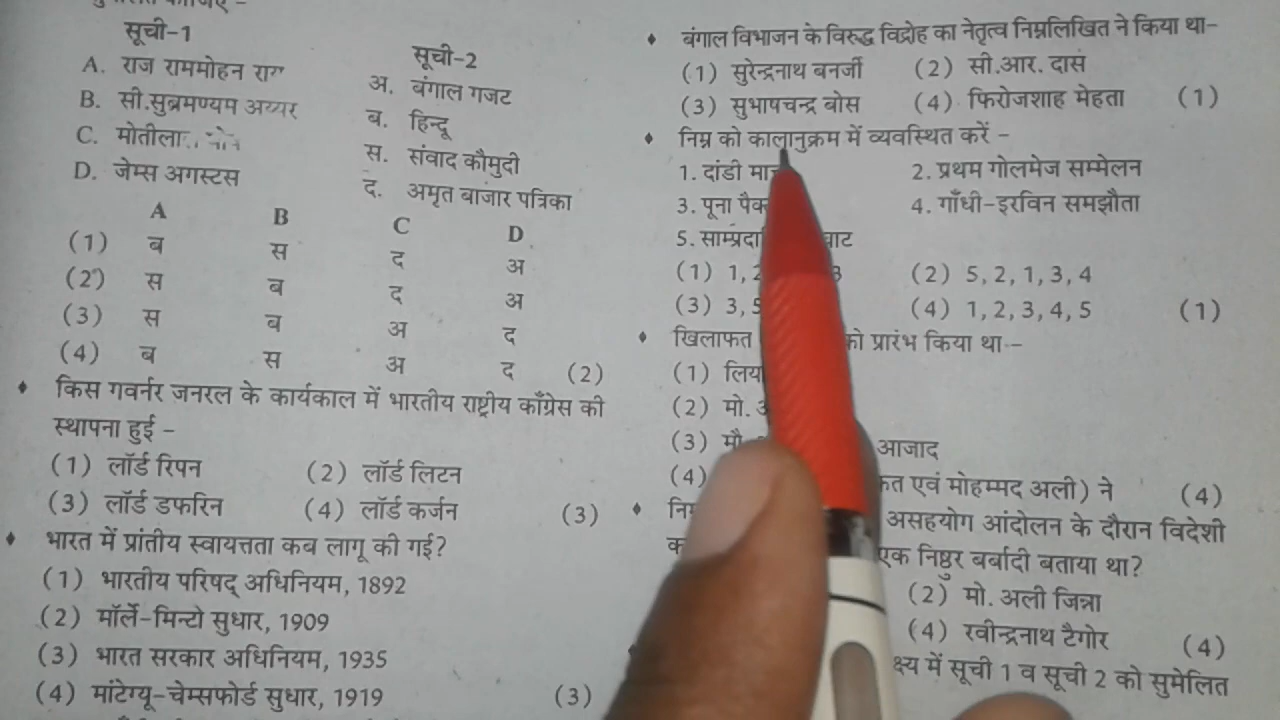 सूची-1
सूची-2
A. राज राममोहन राय
B. सी.सुब्रमण्यम अय्यर
C. मोतीला
D. जेम्स अगस्टस
अ. बंगाल गजट
ब. हिन्दू
स. संवाद कौमुदी
द. अमृत बाजार पत्रिका
A B C D
(1) ब स द अ
(2) स ब द अ
(3) स ब अ द
(4) ब स अ द (2)
♦ किस गवर्नर जनरल के कार्यकाल में भारतीय राष्ट्रीय काँग्रेस की
स्थापना हुई –
(1) लॉर्ड रिपन (2) लॉर्ड लिटन
(3) लॉर्ड डफरिन (4) लॉर्ड कर्जन (3)
♦ भारत में प्रांतीय स्वायत्तता कब लागू की गई?
(1) भारतीय परिषद् अधिनियम, 1892
(2) मॉर्ले-मिन्टो सुधार, 1909
(3) भारत सरकार अधिनियम, 1935
(4) मांटेग्यू-चेम्सफोर्ड सुधार, 1919 (3)
♦ बंगाल विभाजन के विरुद्ध विद्रोह का नेतृत्व निम्नलिखित ने किया था–
(1) सुरेन्द्रनाथ बनर्जी (2) सी.आर. दास
(3) सुभाषचन्द्र बोस (4) फिरोजशाह मेहता (1)
♦ निम्न को कालानुक्रम में व्यवस्थित करें –
1. दांडी 2. प्रथम गोलमेज सम्मेलन
3. पूना 4. गाँधी-इरविन समझौता
5.
(1) 1, 2 3 (2) 5, 2, 1, 3, 4
(3) 3, 5 (4) 1, 2, 3, 4, 5 (1)
♦ खिलाफत को प्रारंभ किया था–
(1)
(2) मो.
(3) आजाद
(4) एवं मोहम्मद अली) ने (4)
♦ असहयोग आंदोलन के दौरान विदेशी
एक निष्ठुर बर्बादी बताया था?
(2) मो. अली जिन्ना
(4) रवीन्द्रनाथ टैगोर (4)
में सूची 1 व सूची 2 को सुमेलित